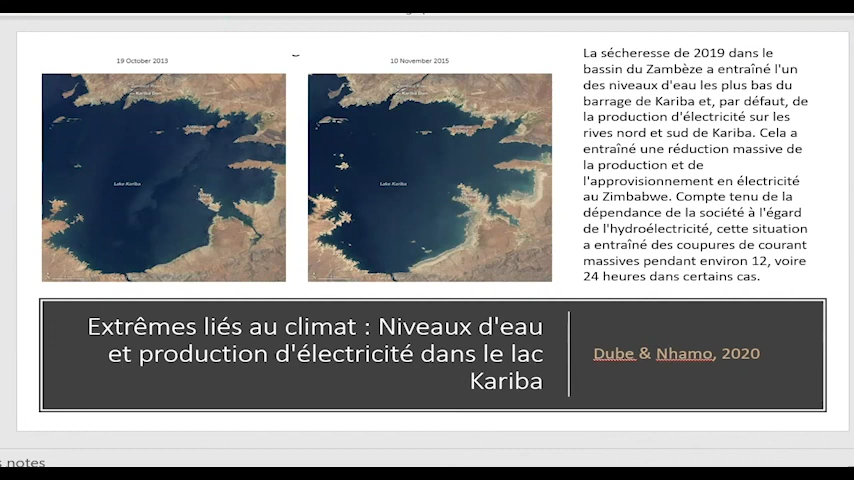 19 October 2013
10 November 2015
Lake Kariba
Lake Kariba
La sécheresse de 2019 dans le
bassin du Zambèze a entraîné l'un
des niveaux d'eau les plus bas du
barrage de Kariba et, par défaut, de
la production d'électricité sur les
rives nord et sud de Kariba. Cela a
entraîné une réduction massive de
la production et de
l'approvisionnement en électricité
au Zimbabwe. Compte tenu de la
dépendance de la société à l'égard
de l'hydroélectricité, cette situation
a entraîné des coupures de courant
massives pendant environ 12, voire
24 heures dans certains cas.
Extrêmes liés au climat : Niveaux d'eau
et production d'électricité dans le lac
Kariba
Dube & Nhamo, 2020
notes